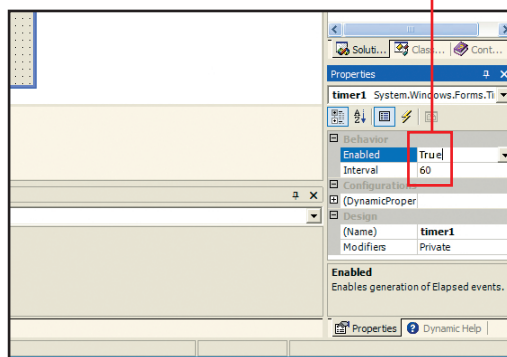 Soluti... Class... Cont...
Properties
timer1 System.Windows.Forms.Ti
Behavior
Enabled True
Interval 60
Configurations
(DynamicProper
Design
(Name) timer1
Modifiers Private
Enabled
Enables generation of Elapsed events.
Properties Dynamic Help